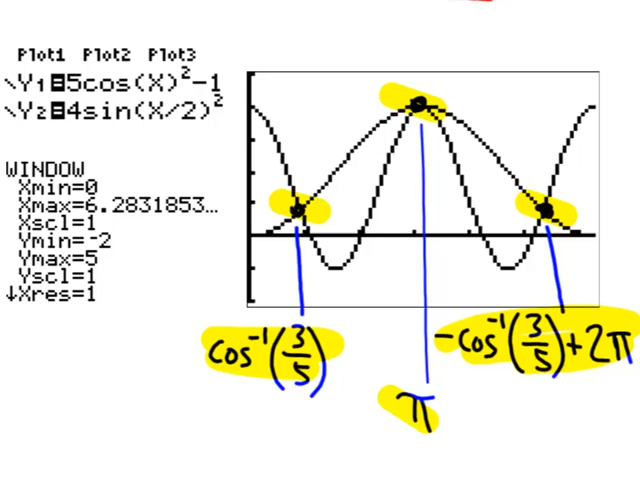 Plot1 Plot2 Plot3
\Y₁=5cos(X)²-1
\Y₂=4sin(X/2)²
WINDOW
Xmin=0
Xmax=6.2831853…
Xscl=1
Ymin=-2
Ymax=5
Yscl=1
↓Xres=1
cos⁻¹(3/5)
π
-cos⁻¹(3/5)+2π